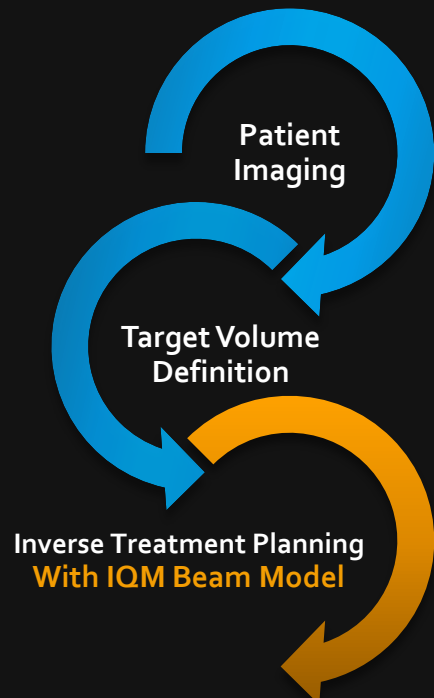 Patient
Imaging
Target Volume
Definition
Inverse Treatment Planning
With IQM Beam Model